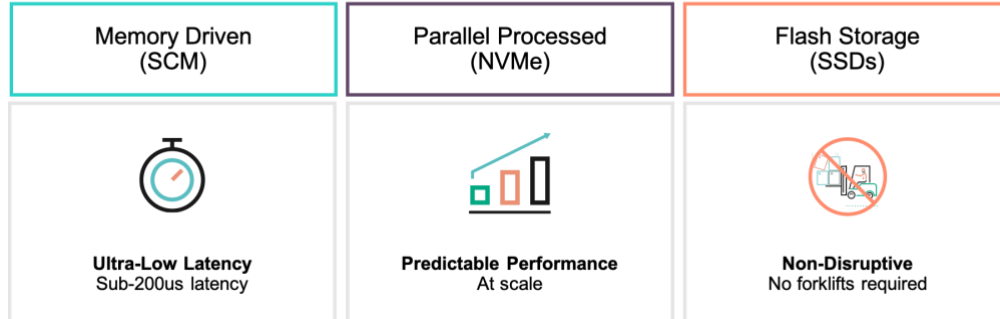 Memory Driven
(SCM)
Parallel Processed
(NVMe)
Flash Storage
(SSDs)
Ultra-Low Latency
Sub-200us latency
Predictable Performance
At scale
Non-Disruptive
No forklifts required